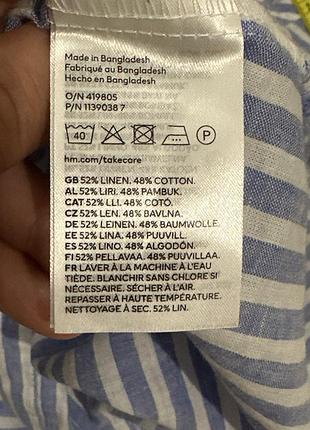 Made in Bangladesh
Fabriqué au Bangladesh
Hecho en Bangladesh
O/N 419805
P/N 1139038 7
40 P
hm.com/takecare
GB 52% LINEN. 48% COTTON.
AL 52% LIRI. 48% PAMBUK.
CAT 52% LLI. 48% COTÓ.
CZ 52% LEN. 48% BAVLNA.
DE 52% LEINEN. 48% BAUMWOLLE.
EE 52% LINA. 48% PUUVILL.
ES 52% LINO. 48% ALGODÓN.
FI 52% PELLAVAA. 48% PUUVILLAA.
FR LAVER À LA MACHINE À L'EAU
TIÈDE. BLANCHIR SANS CHLORE SI
NÉCESSAIRE. SÉCHER À L'AIR.
REPASSER À HAUTE TEMPÉRATURE.
NETTOYAGE À SEC. 52% LIN.